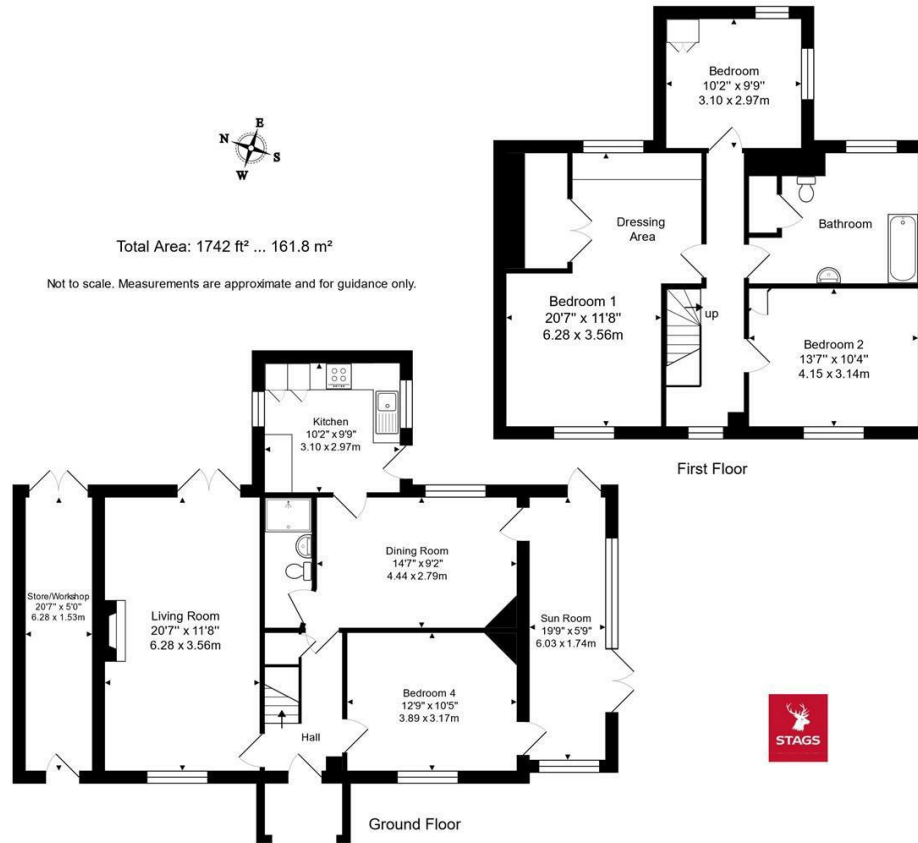 N
E
S
W
Total Area: 1742 ft² ... 161.8 m²
Not to scale. Measurements are approximate and for guidance only.
Bedroom
10'2" x 9'9"
3.10 x 2.97m
Dressing
Area
Bathroom
Bedroom 1
20'7" x 11'8"
6.28 x 3.56m
up
Bedroom 2
13'7" x 10'4"
4.15 x 3.14m
First Floor
Kitchen
10'2" x 9'9"
3.10 x 2.97m
Dining Room
14'7" x 9'2"
4.44 x 2.79m
Store/Workshop
20'7" x 5'0"
6.28 x 1.53m
Living Room
20'7" x 11'8"
6.28 x 3.56m
Sun Room
19'9" x 5'9"
6.03 x 1.74m
Bedroom 4
12'9" x 10'5"
3.89 x 3.17m
Hall
Ground Floor
STAGS